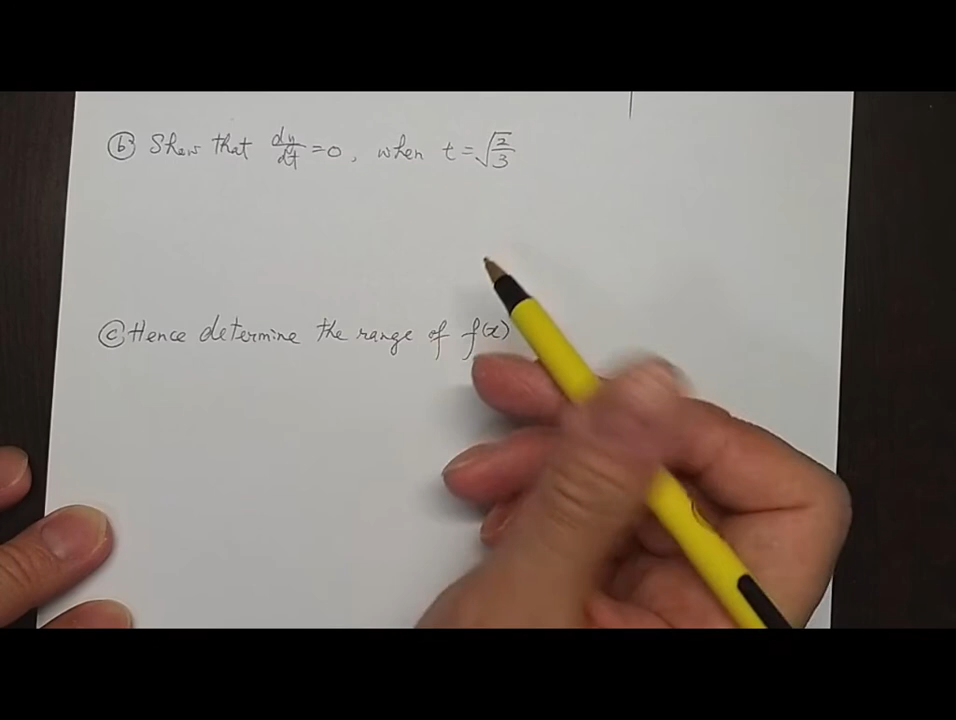 (b) Show that dy/dt = 0, when t = √(2/3)
(c) Hence determine the range of f(x)